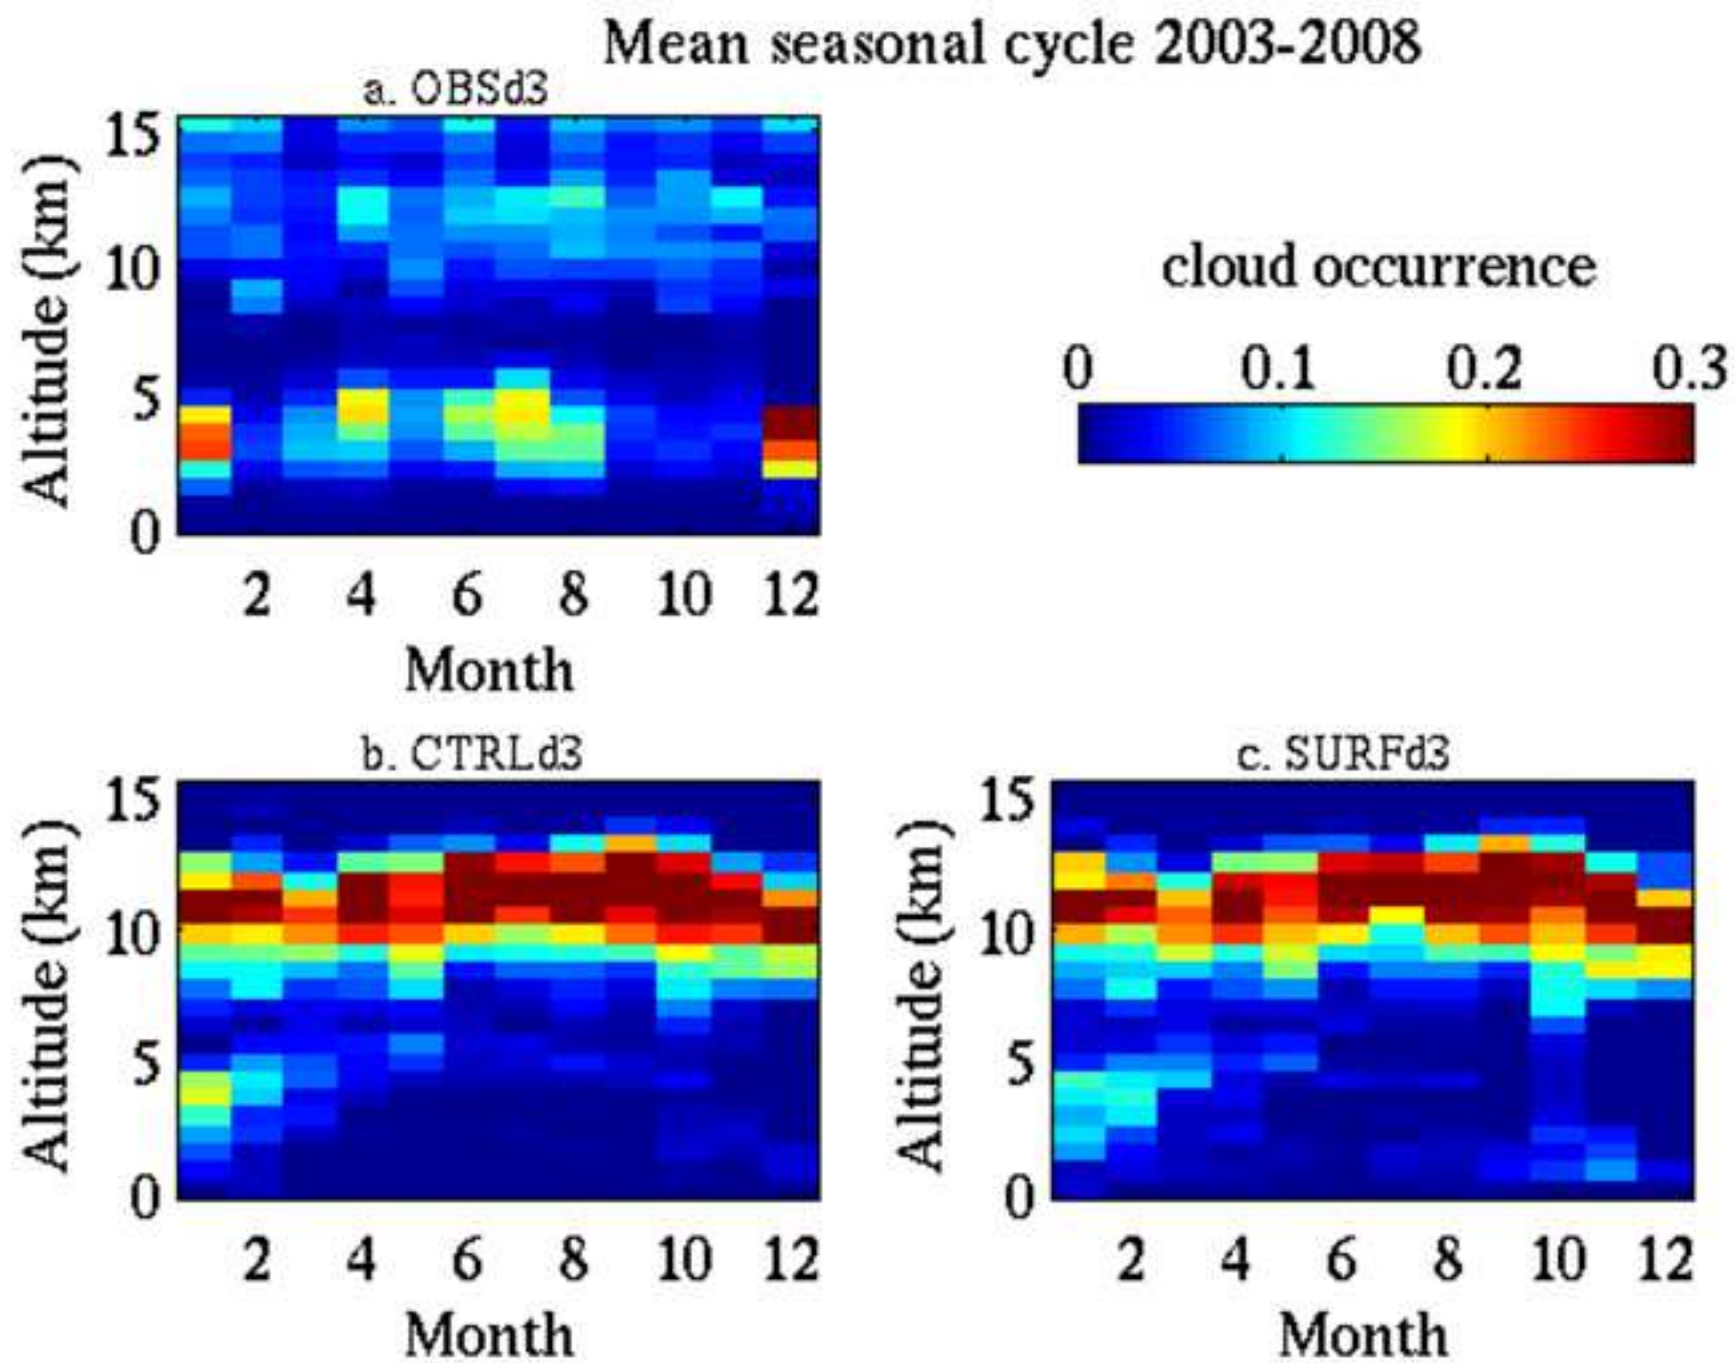 Mean seasonal cycle 2003-2008
a. OBSd3
Altitude (km)
15
10
5
0
2 4 6 8 10 12
Month
cloud occurrence
0 0.1 0.2 0.3
b. CTRLd3
Altitude (km)
15
10
5
0
2 4 6 8 10 12
Month
c. SURFd3
Altitude (km)
15
10
5
0
2 4 6 8 10 12
Month